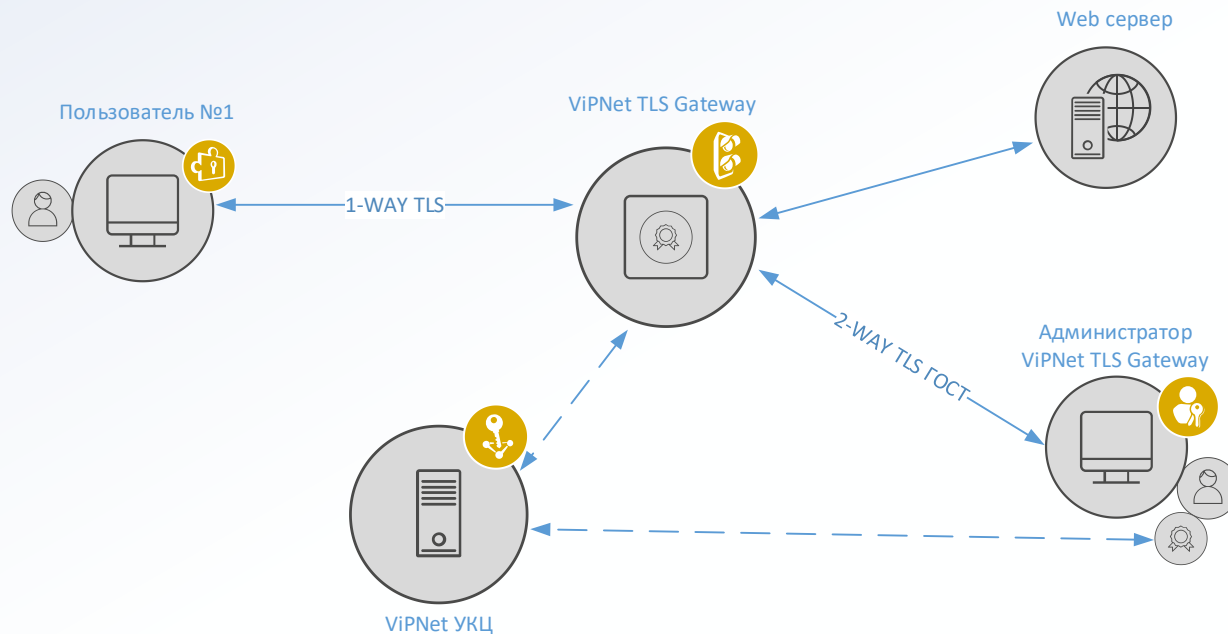 Web сервер
ViPNet TLS Gateway
Пользователь №1
1-WAY TLS
2-WAY TLS ГОСТ
Администратор
ViPNet TLS Gateway
ViPNet УКЦ